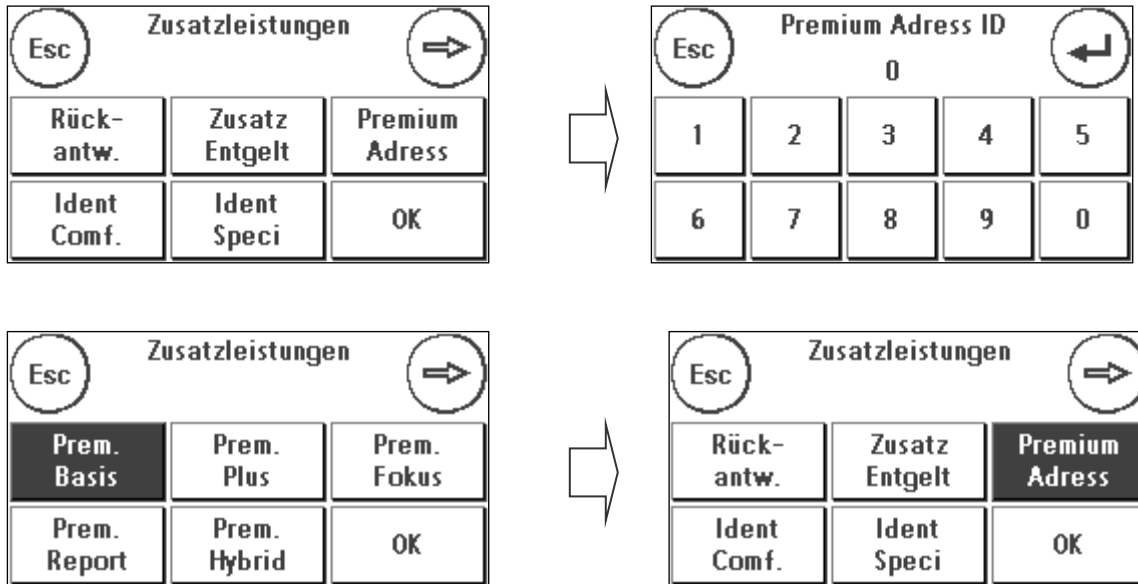 Esc
Zusatzleistungen
Rück-
antw.
Zusatz
Entgelt
Premium
Adress
Ident
Comf.
Ident
Speci
OK
Esc
Premium Adress ID
0
1 2 3 4 5
6 7 8 9 0
Esc
Zusatzleistungen
Prem.
Basis
Prem.
Plus
Prem.
Fokus
Prem.
Report
Prem.
Hybrid
OK
Esc
Zusatzleistungen
Rück-
antw.
Zusatz
Entgelt
Premium
Adress
Ident
Comf.
Ident
Speci
OK